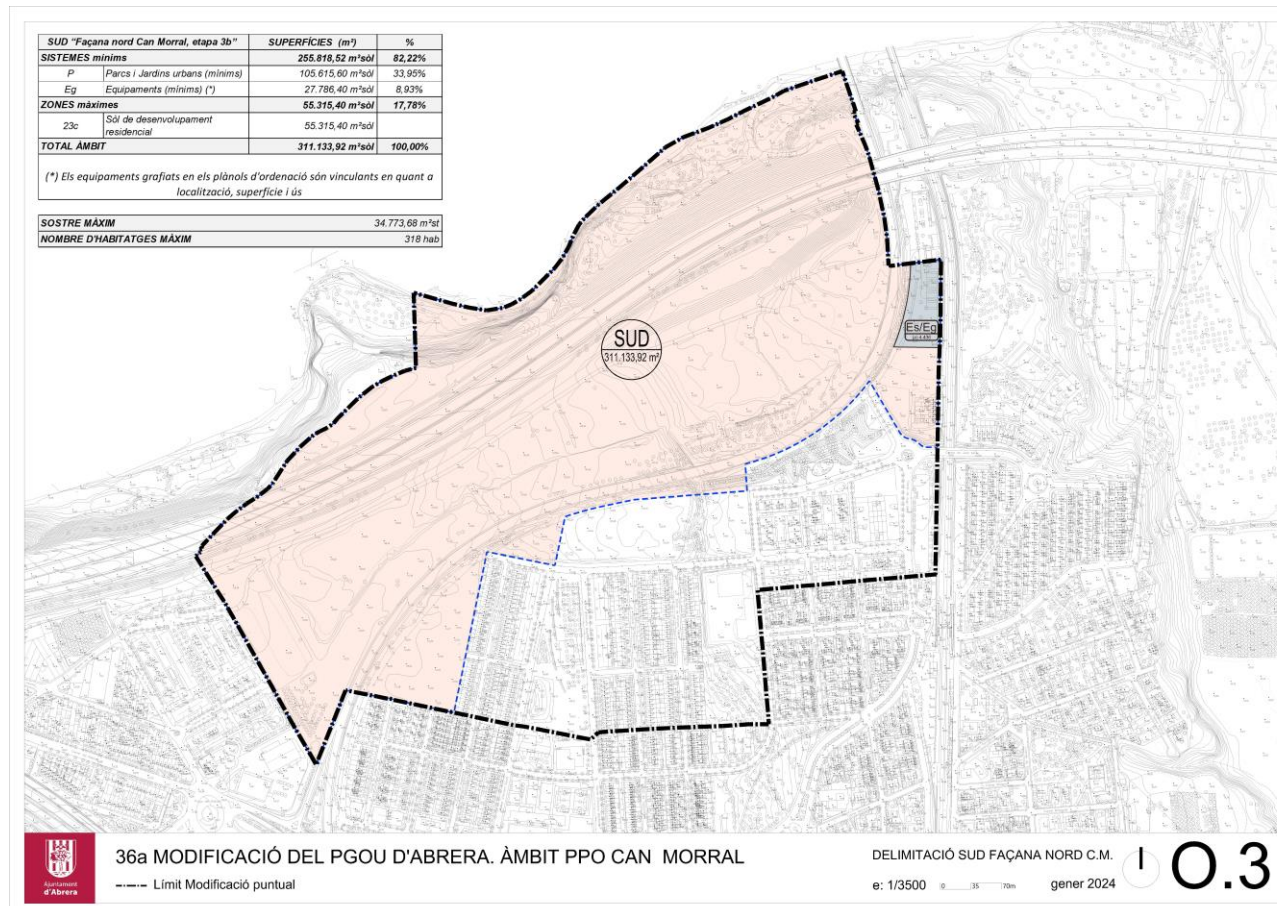 SUD "Façana nord Can Morral, etapa 3b" SUPERFÍCIES (m²) %
SISTEMES mínims 255.818,52 m²sòl 82,22%
P Parcs i Jardins urbans (mínims) 105.615,60 m²sòl 33,95%
Eg Equipaments (mínims) (*) 27.786,40 m²sòl 8,93%
ZONES màximes 55.315,40 m²sòl 17,78%
23c Sòl de desenvolupament residencial 55.315,40 m²sòl
TOTAL ÀMBIT 311.133,92 m²sòl 100,00%
(*) Els equipaments grafiats en els plànols d'ordenació són vinculants en quant a
localització, superfície i ús
SOSTRE MÀXIM 34.773,68 m²st
NOMBRE D'HABITATGES MÀXIM 318 hab
Es/Eg
SUD
311.133,92 m²
Ajuntament
d'Abrera
36a MODIFICACIÓ DEL PGOU D'ABRERA. ÀMBIT PPO CAN MORRAL
Límit Modificació puntual
DELIMITACIÓ SUD FAÇANA NORD C.M.
e: 1/3500 0 35 70m gener 2024
O.3